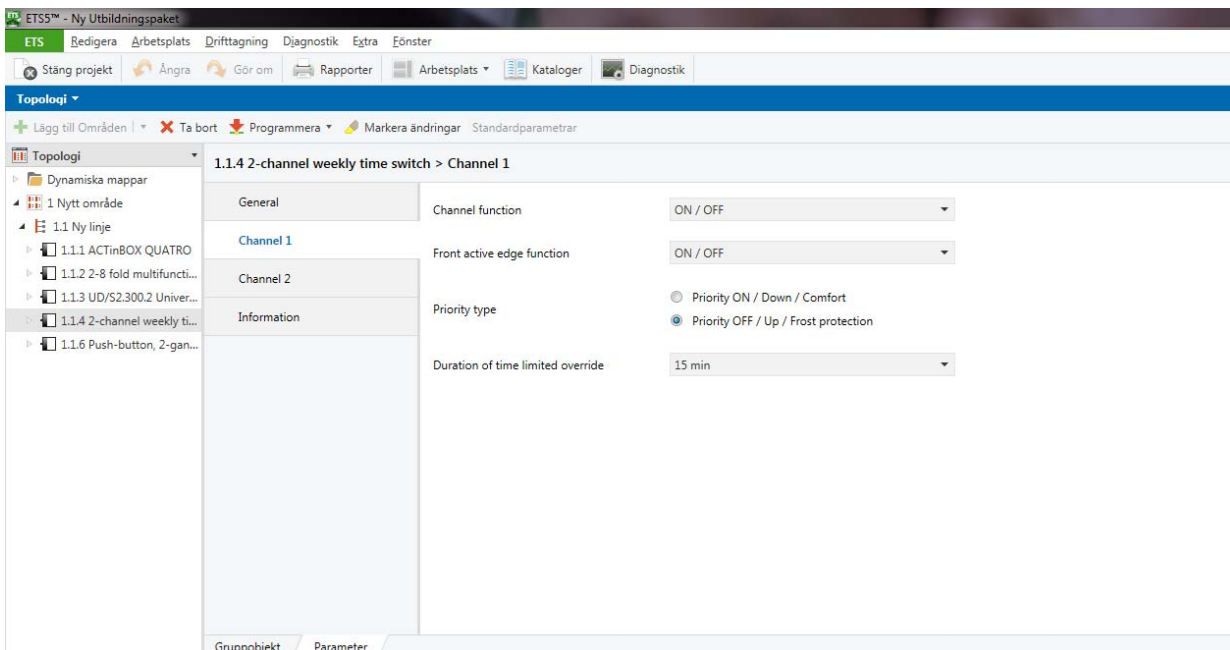 ETS5™ - Ny Utbildningspaket
ETS Redigera Arbetsplats Drifttagning Diagnostik Extra Fönster
Stäng projekt Ångra Gör om Rapporter Arbetsplats Kataloger Diagnostik
Topologi
Lägg till Områden Ta bort Programmera Markera ändringar Standardparametrar
Topologi
Dynamiska mappar
1 Nytt område
1.1 Ny linje
1.1.1 ACTinBOX QUATRO
1.1.2 2-8 fold multifuncti...
1.1.3 UD/S2.300.2 Univer...
1.1.4 2-channel weekly ti...
1.1.6 Push-button, 2-gan...
1.1.4 2-channel weekly time switch > Channel 1
General
Channel 1
Channel 2
Information
Channel function ON / OFF
Front active edge function ON / OFF
Priority type
Priority ON / Down / Comfort
Priority OFF / Up / Frost protection
Duration of time limited override 15 min
Gruppobjekt Parameter